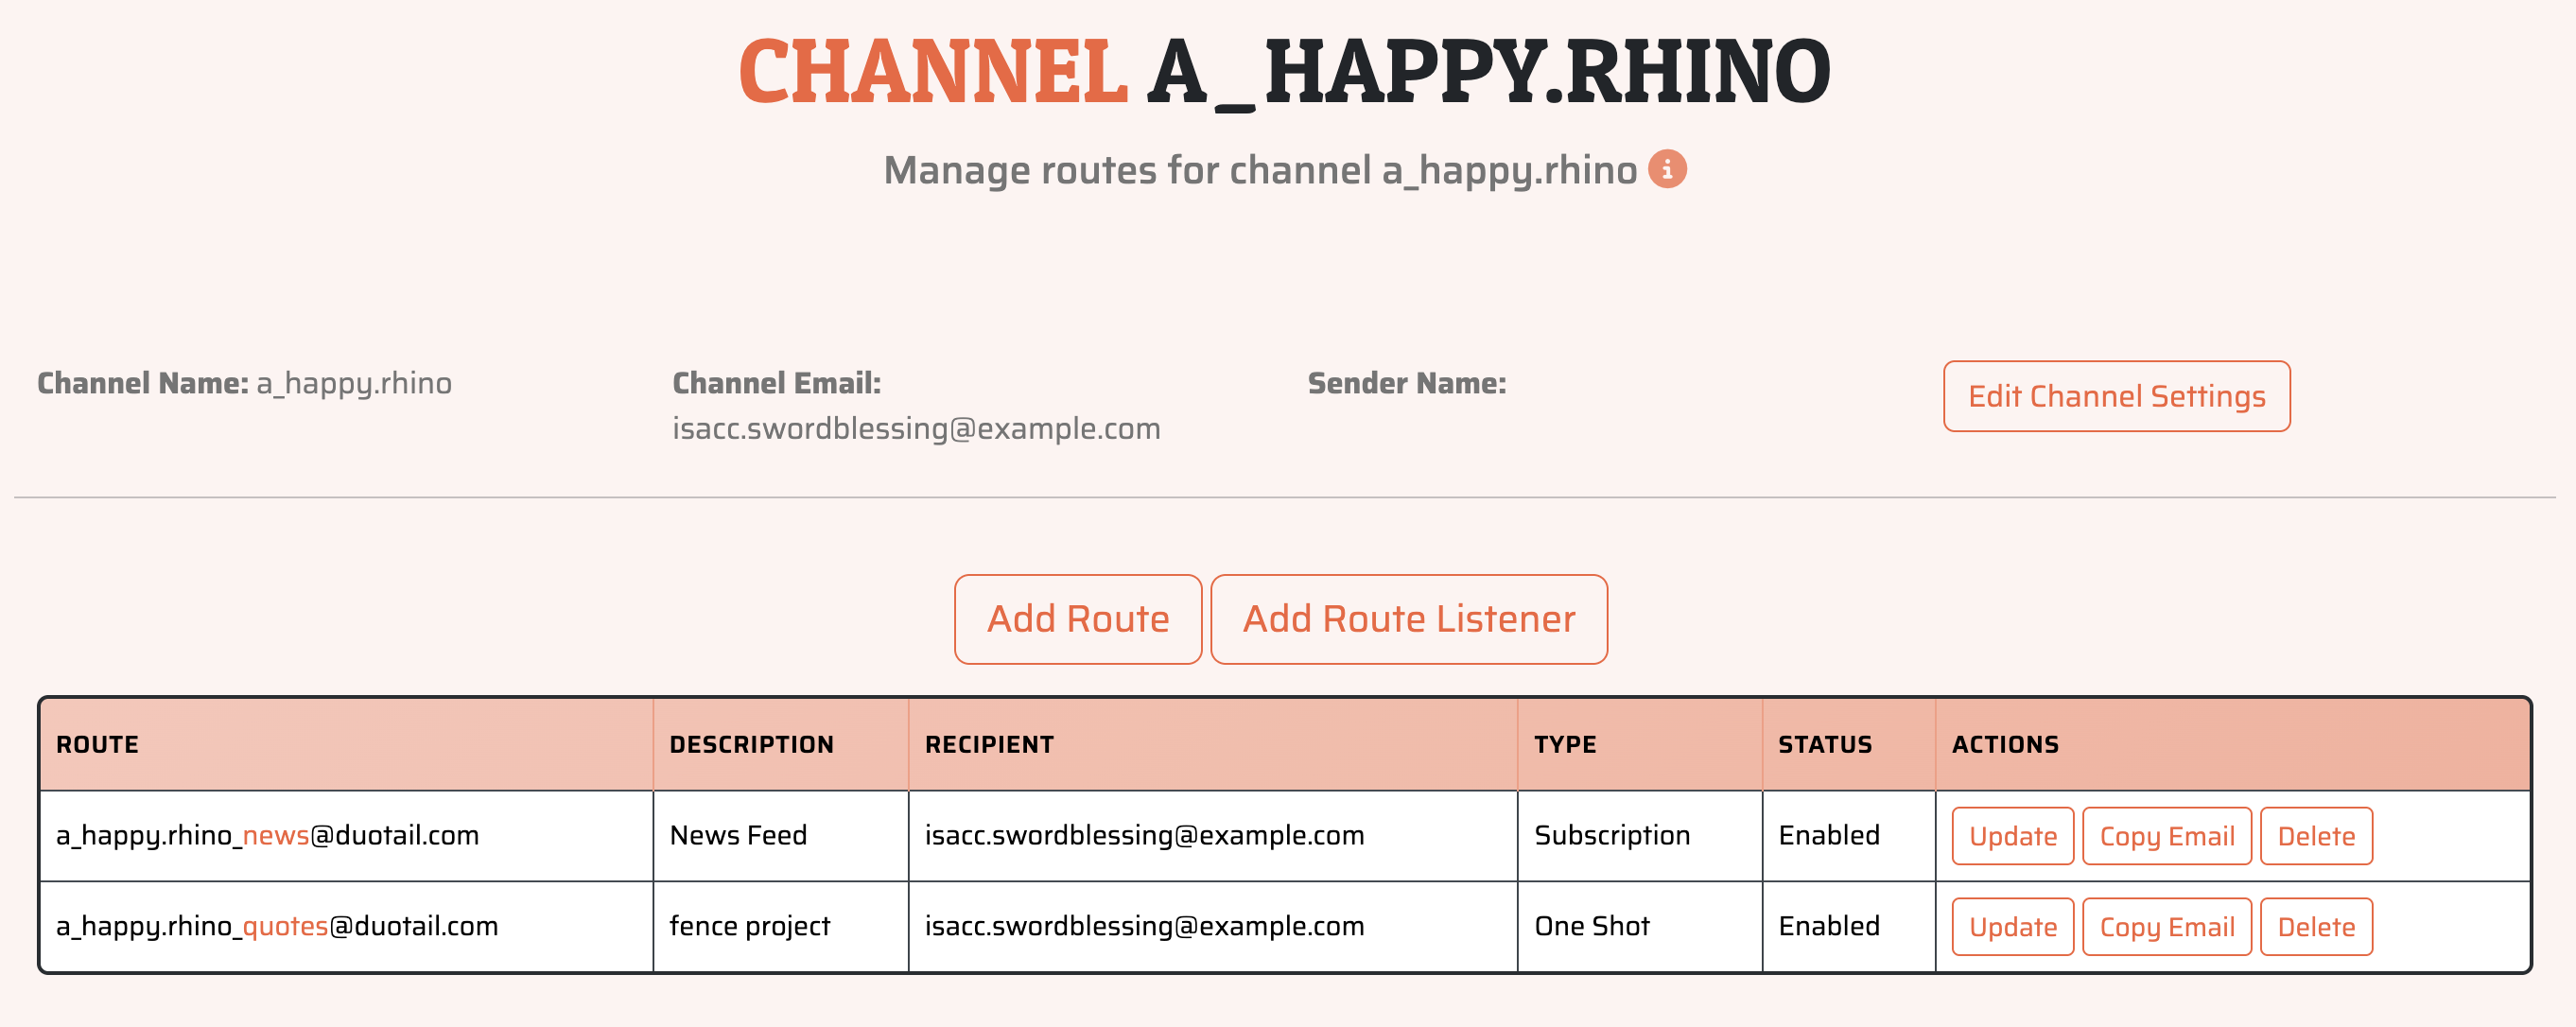 CHANNEL A_HAPPY.RHINO
Manage routes for channel a_happy.rhino
Channel Name: a_happy.rhino
Channel Email:
isacc.swordblessing@example.com
Sender Name:
Edit Channel Settings
Add Route Add Route Listener
ROUTE DESCRIPTION RECIPIENT TYPE STATUS ACTIONS
a_happy.rhino_news@duotail.com News Feed isacc.swordblessing@example.com Subscription Enabled Update Copy Email Delete
a_happy.rhino_quotes@duotail.com fence project isacc.swordblessing@example.com One Shot Enabled Update Copy Email Delete